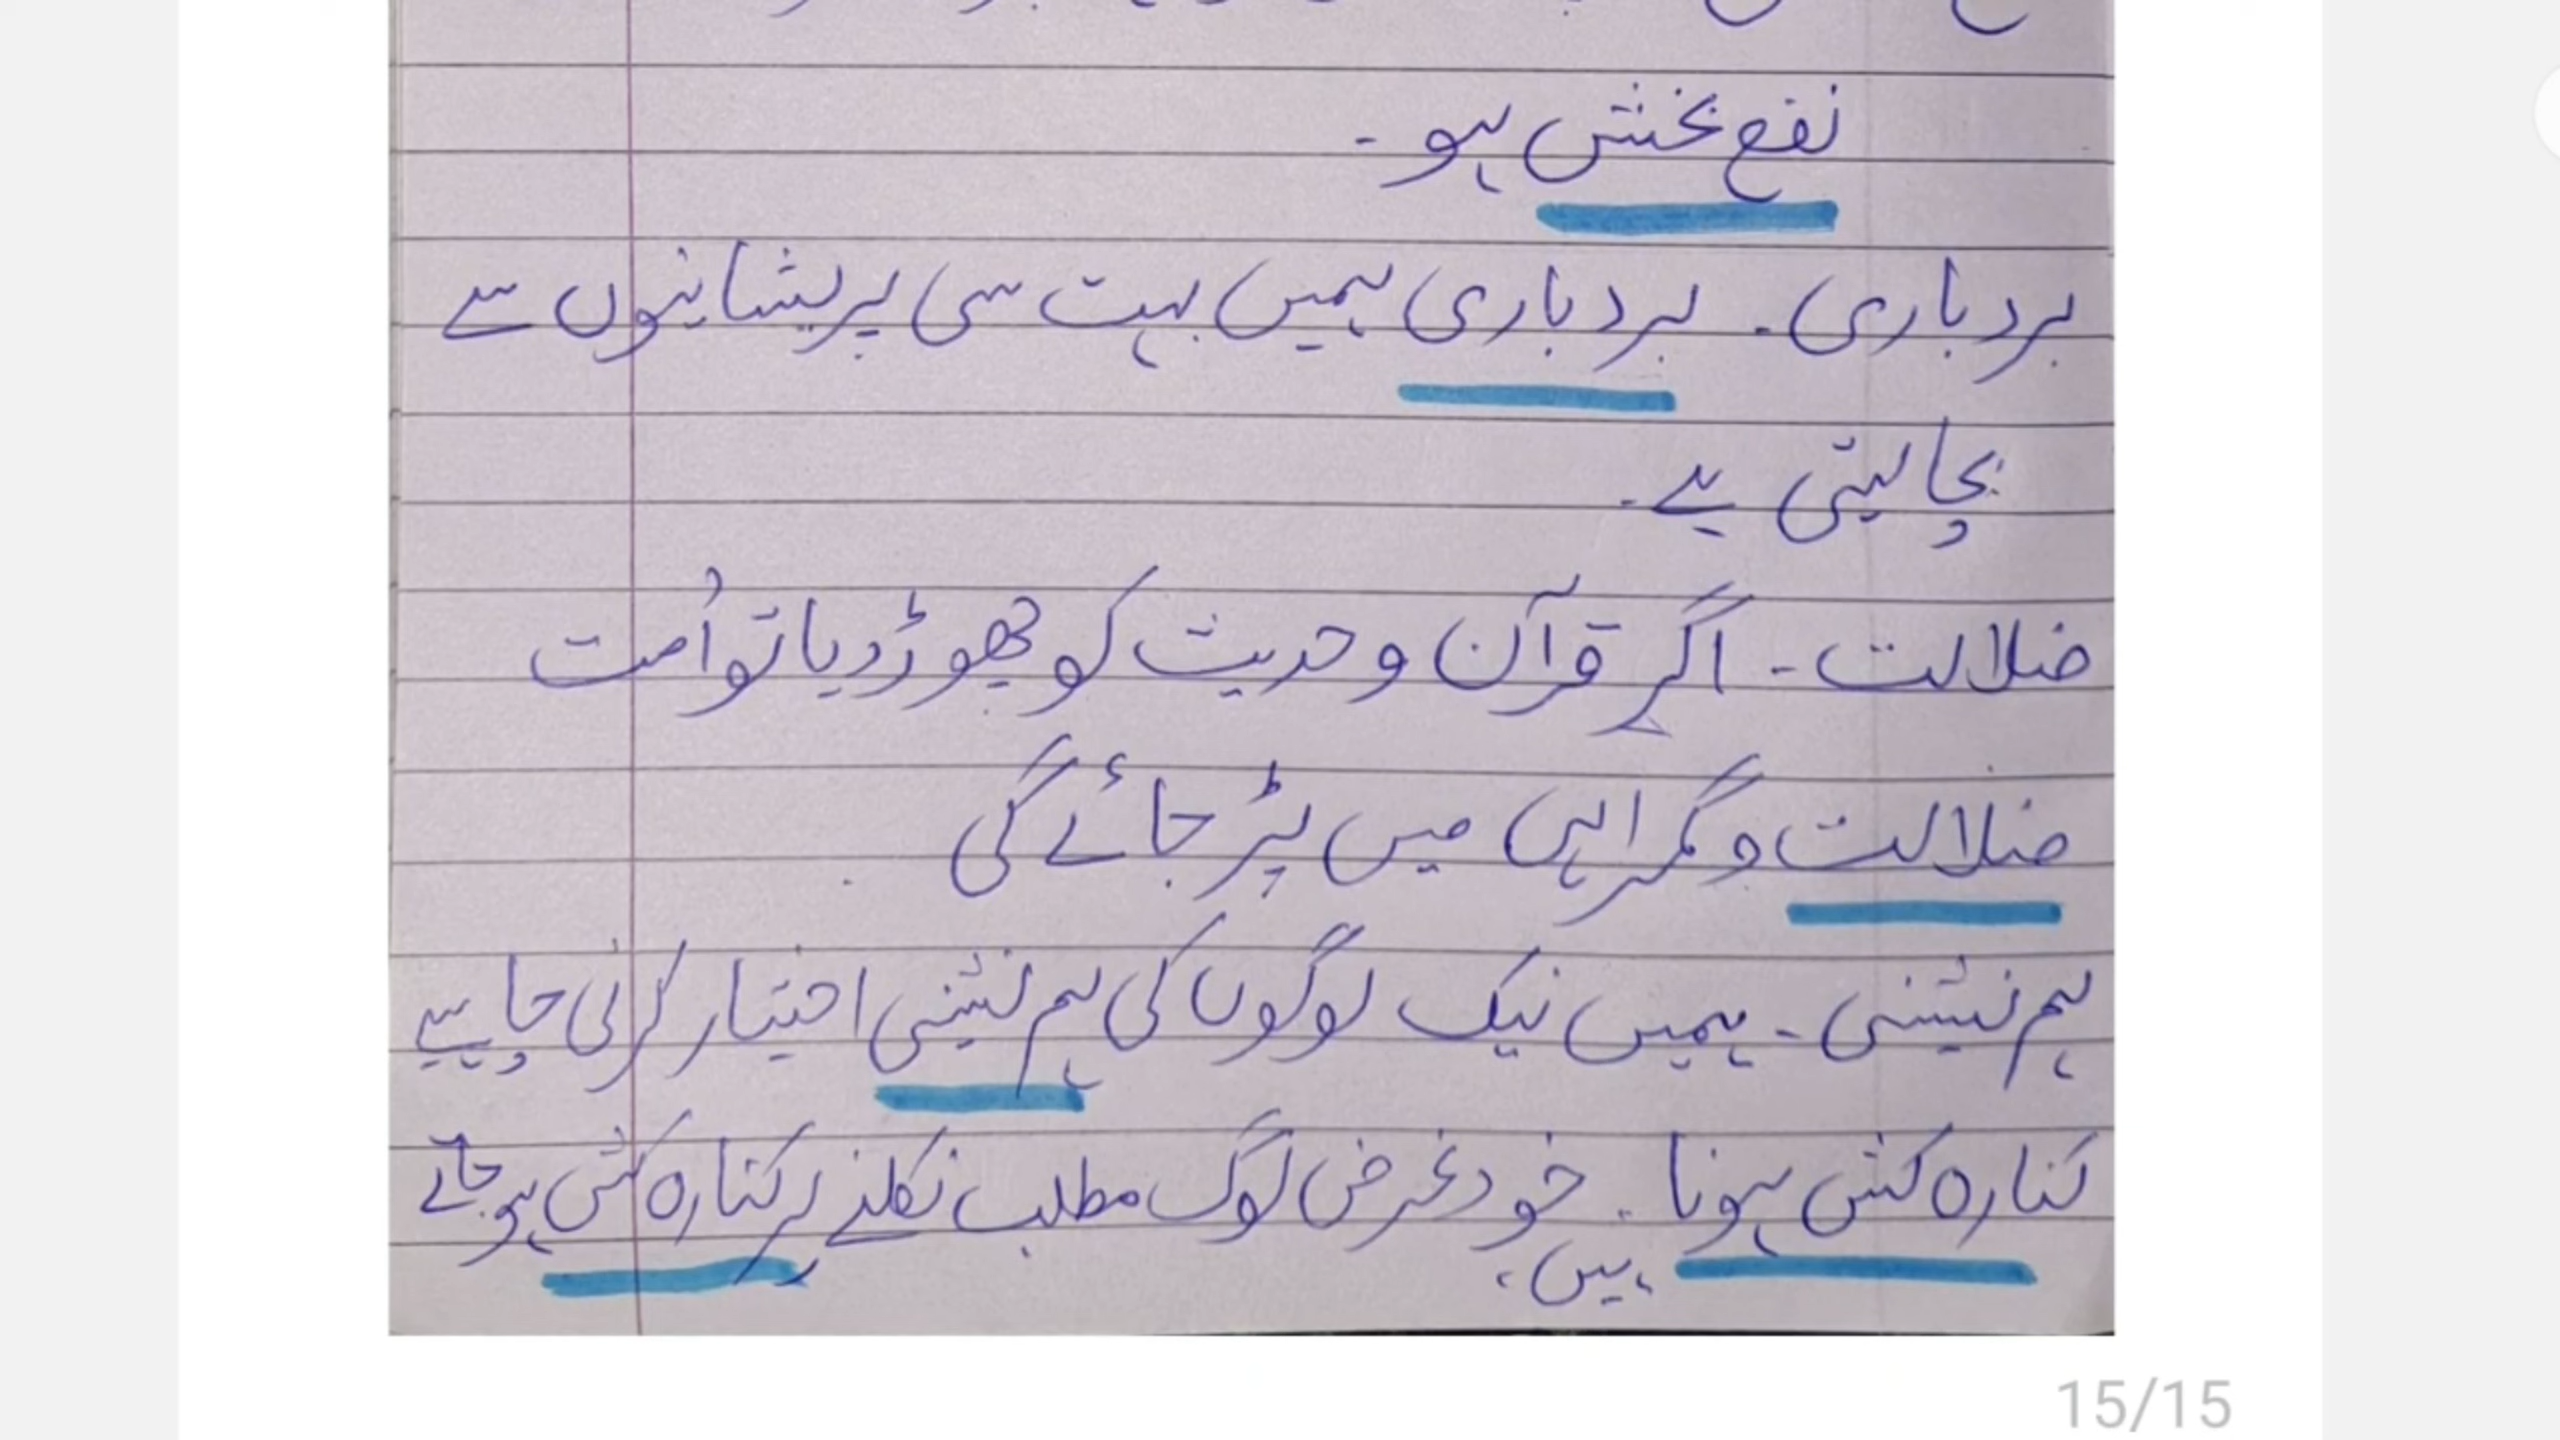 نفع بخش ہو۔
بردباری۔ بردباری ہمیں بہت سی پریشانیوں سے
بچا لیتی ہے۔
ضلالت۔ اگر قرآن و حدیث کو چھوڑ دیا تو اُمت
ضلالت و گمراہی میں پڑ جائے گی
ہم نشینی۔ ہمیں نیک لوگوں کی ہم نشینی اختیار کرنی چاہیے
کنارہ کش ہونا۔ خود غرض لوگ مطلب نکلنے پر کنارہ کش ہو جاتے
ہیں۔
15/15